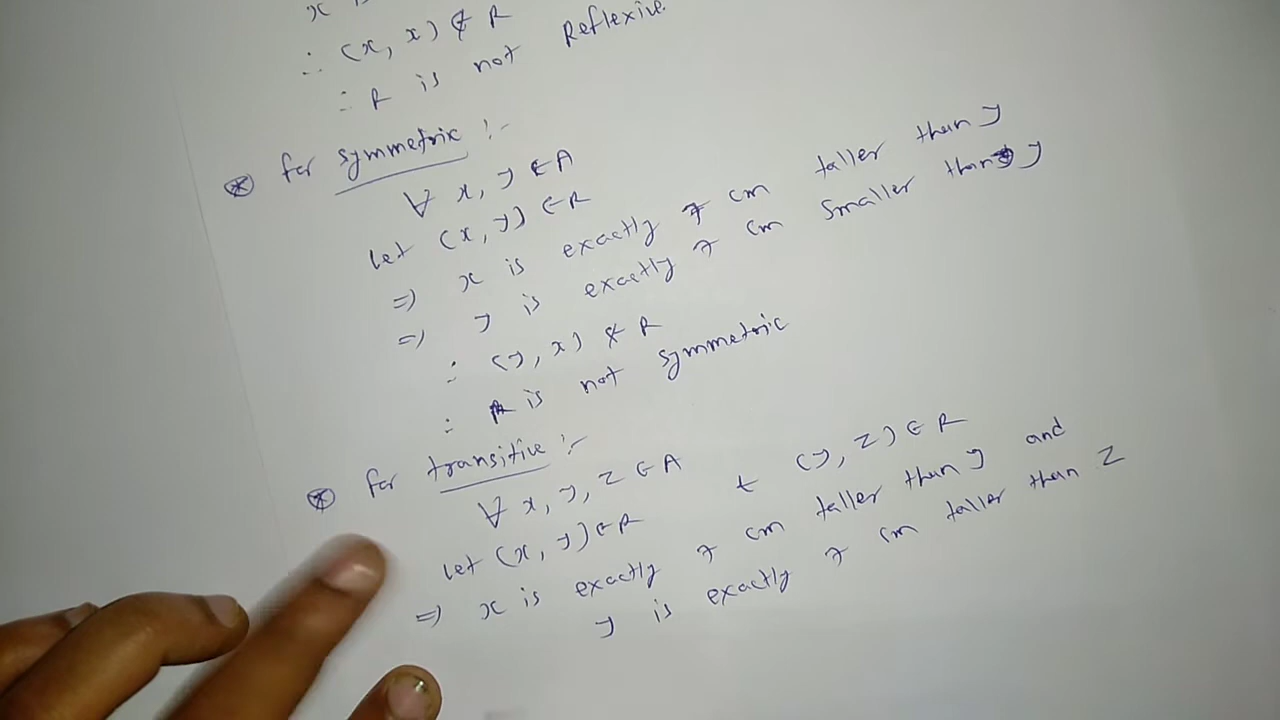 x is
∴ (x, x) ∉ R
∴ R is not Reflexive
⊛ for symmetric :-
∀ x, y ∈ A
let (x, y) ∈ R
=> x is exactly 7 cm taller than y
=> y is exactly 7 cm smaller than y
∴ (y, x) ∉ R
∴ R is not symmetric
⊛ for transitive :-
∀ x, y, z ∈ A
let (x, y) ∈ R & (y, z) ∈ R
=> x is exactly 7 cm taller than y and
y is exactly 7 cm taller than z